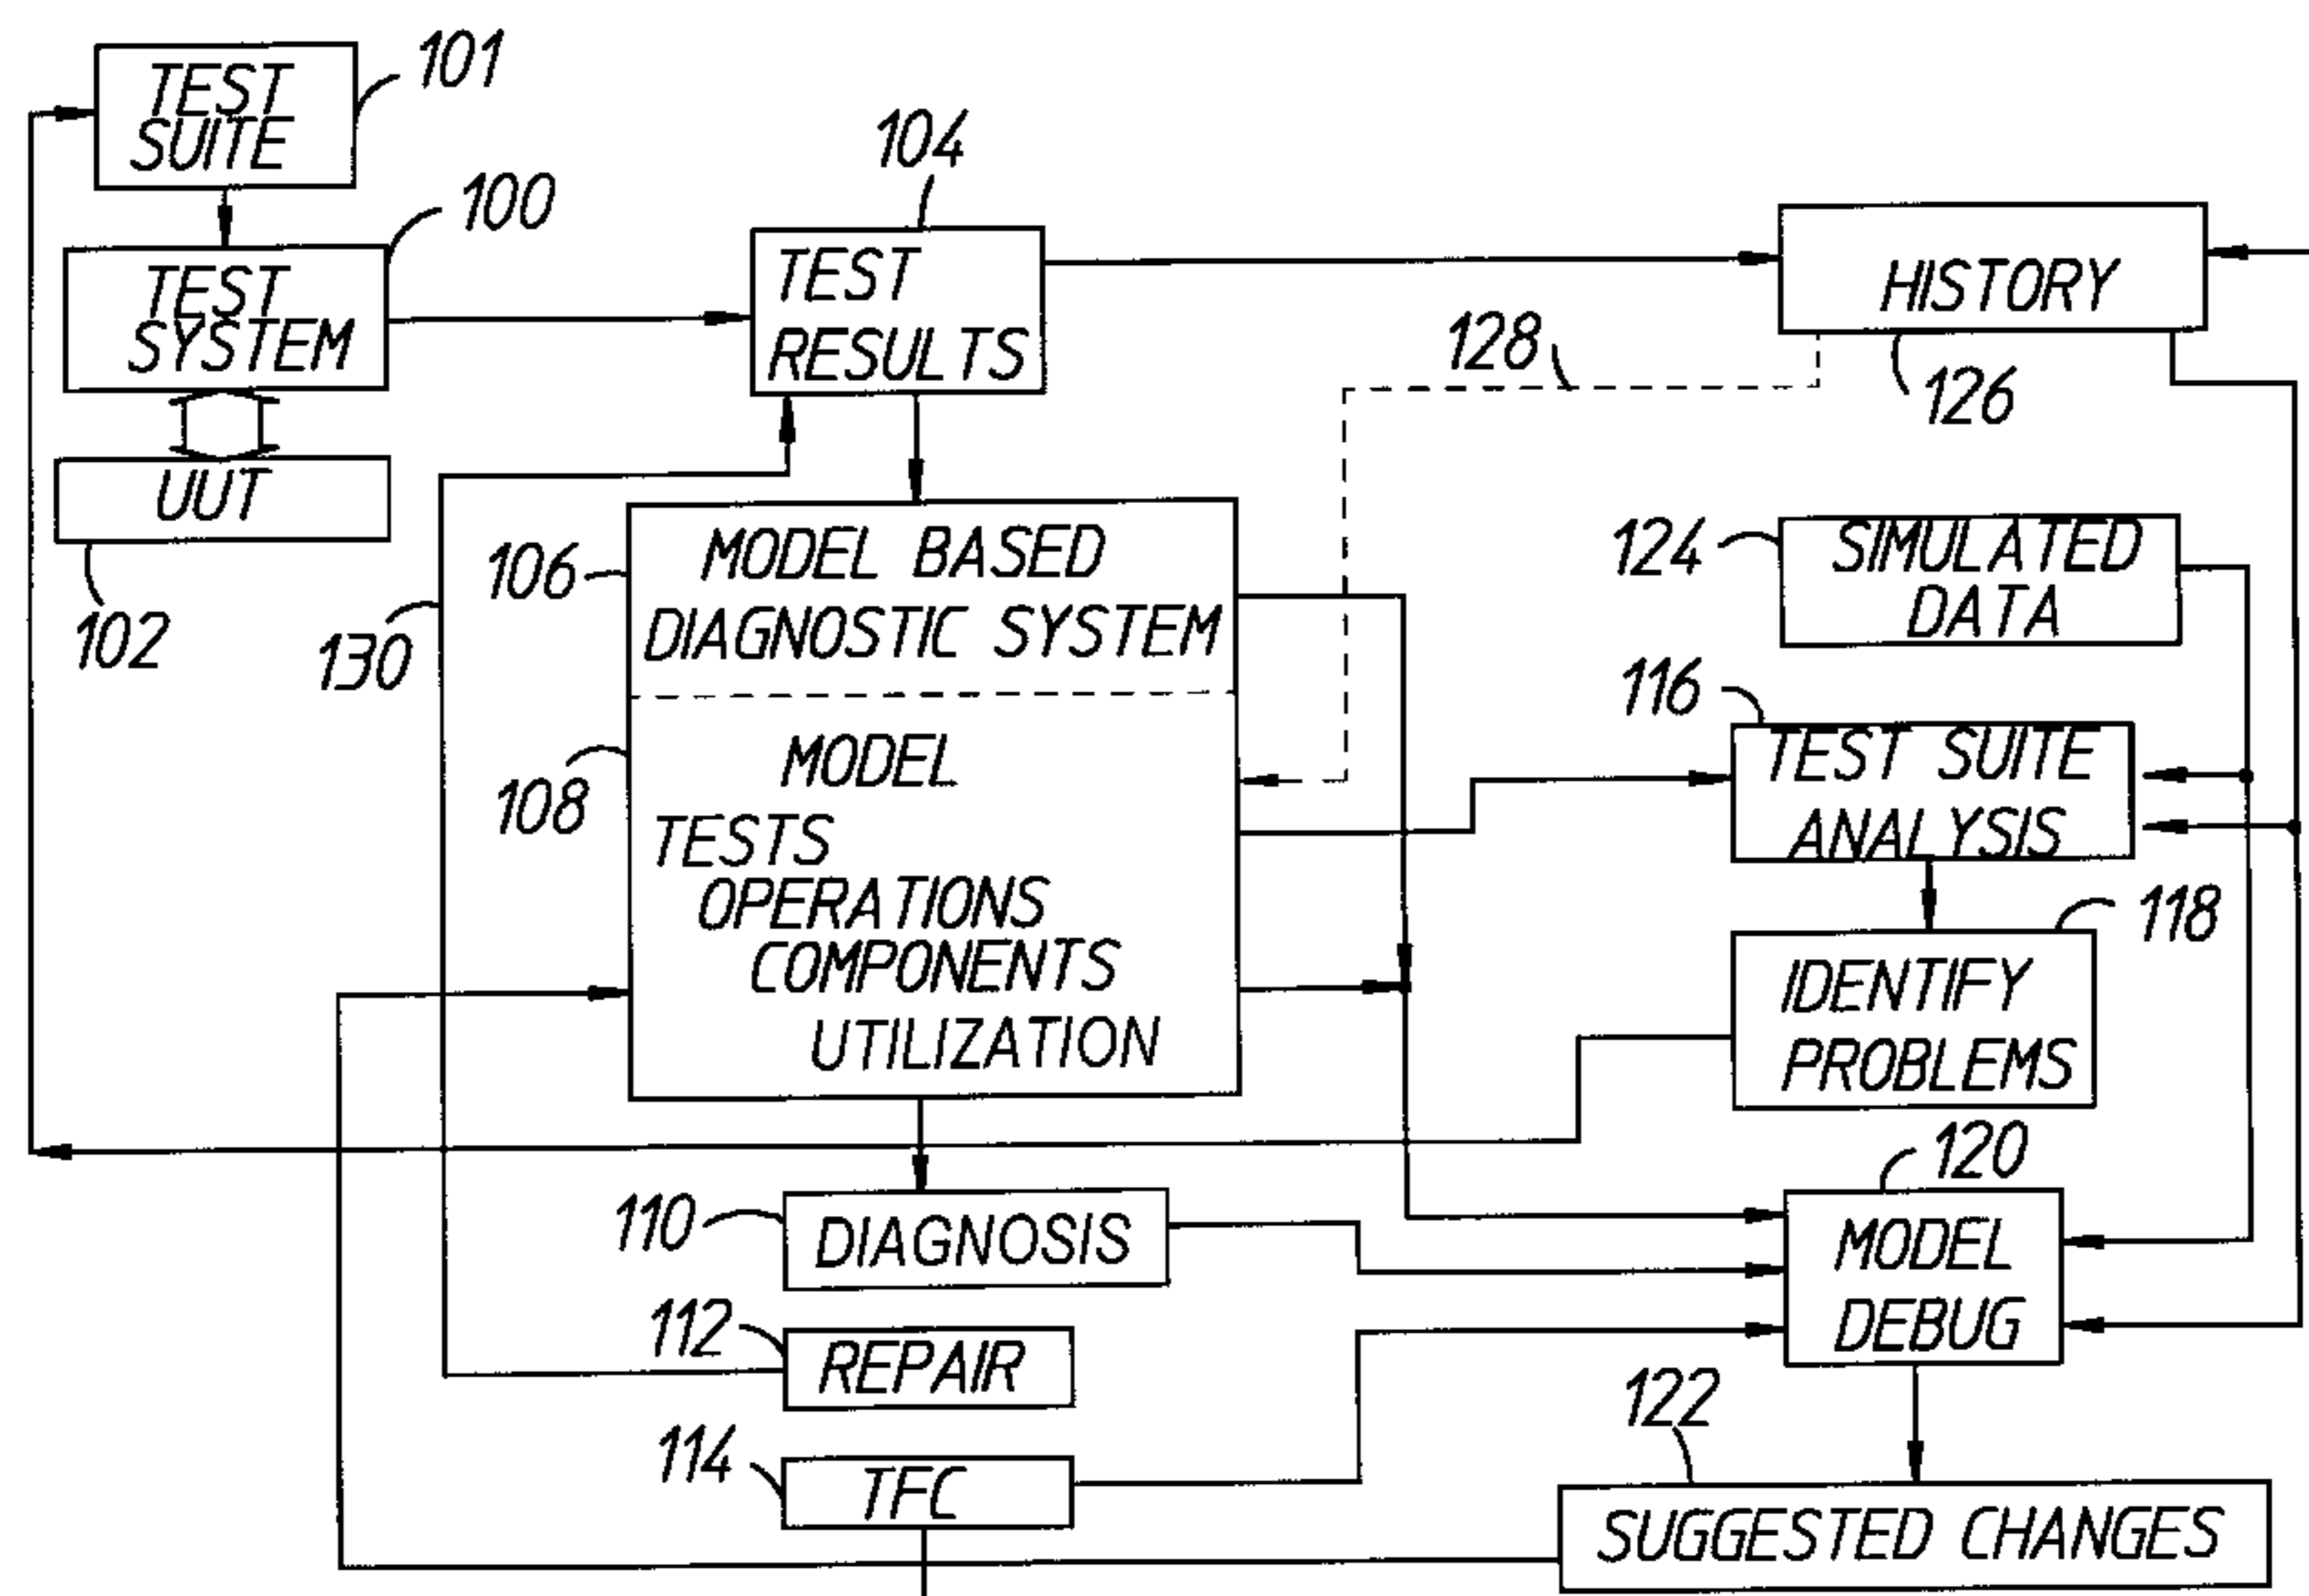 101
TEST
SUITE
100
TEST
SYSTEM
UUT
102
104
TEST
RESULTS
HISTORY
126
128
130
106
MODEL BASED
DIAGNOSTIC SYSTEM
108
MODEL
TESTS
OPERATIONS
COMPONENTS
UTILIZATION
124
SIMULATED
DATA
116
TEST SUITE
ANALYSIS
118
IDENTIFY
PROBLEMS
110
DIAGNOSIS
120
MODEL
DEBUG
112
REPAIR
114
TFC
122
SUGGESTED CHANGES